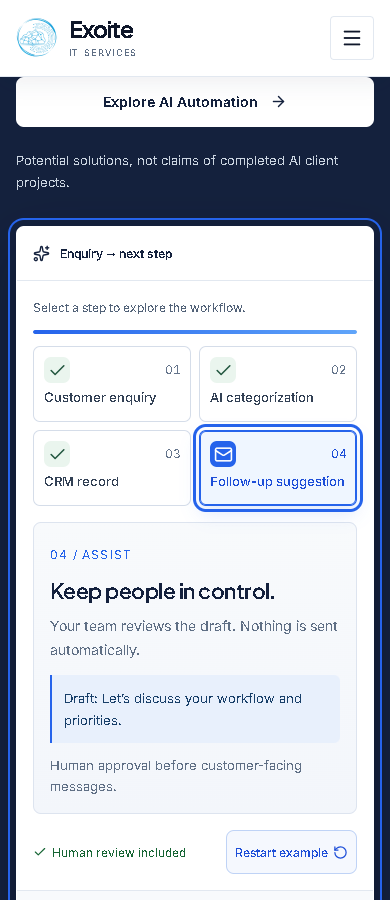 Exoite
IT SERVICES
Explore AI Automation →
Potential solutions, not claims of completed AI client
projects.
Enquiry → next step
Select a step to explore the workflow.
01
Customer enquiry
02
AI categorization
03
CRM record
04
Follow-up suggestion
04 / ASSIST
Keep people in control.
Your team reviews the draft. Nothing is sent
automatically.
Draft: Let's discuss your workflow and
priorities.
Human approval before customer-facing
messages.
Human review included
Restart example